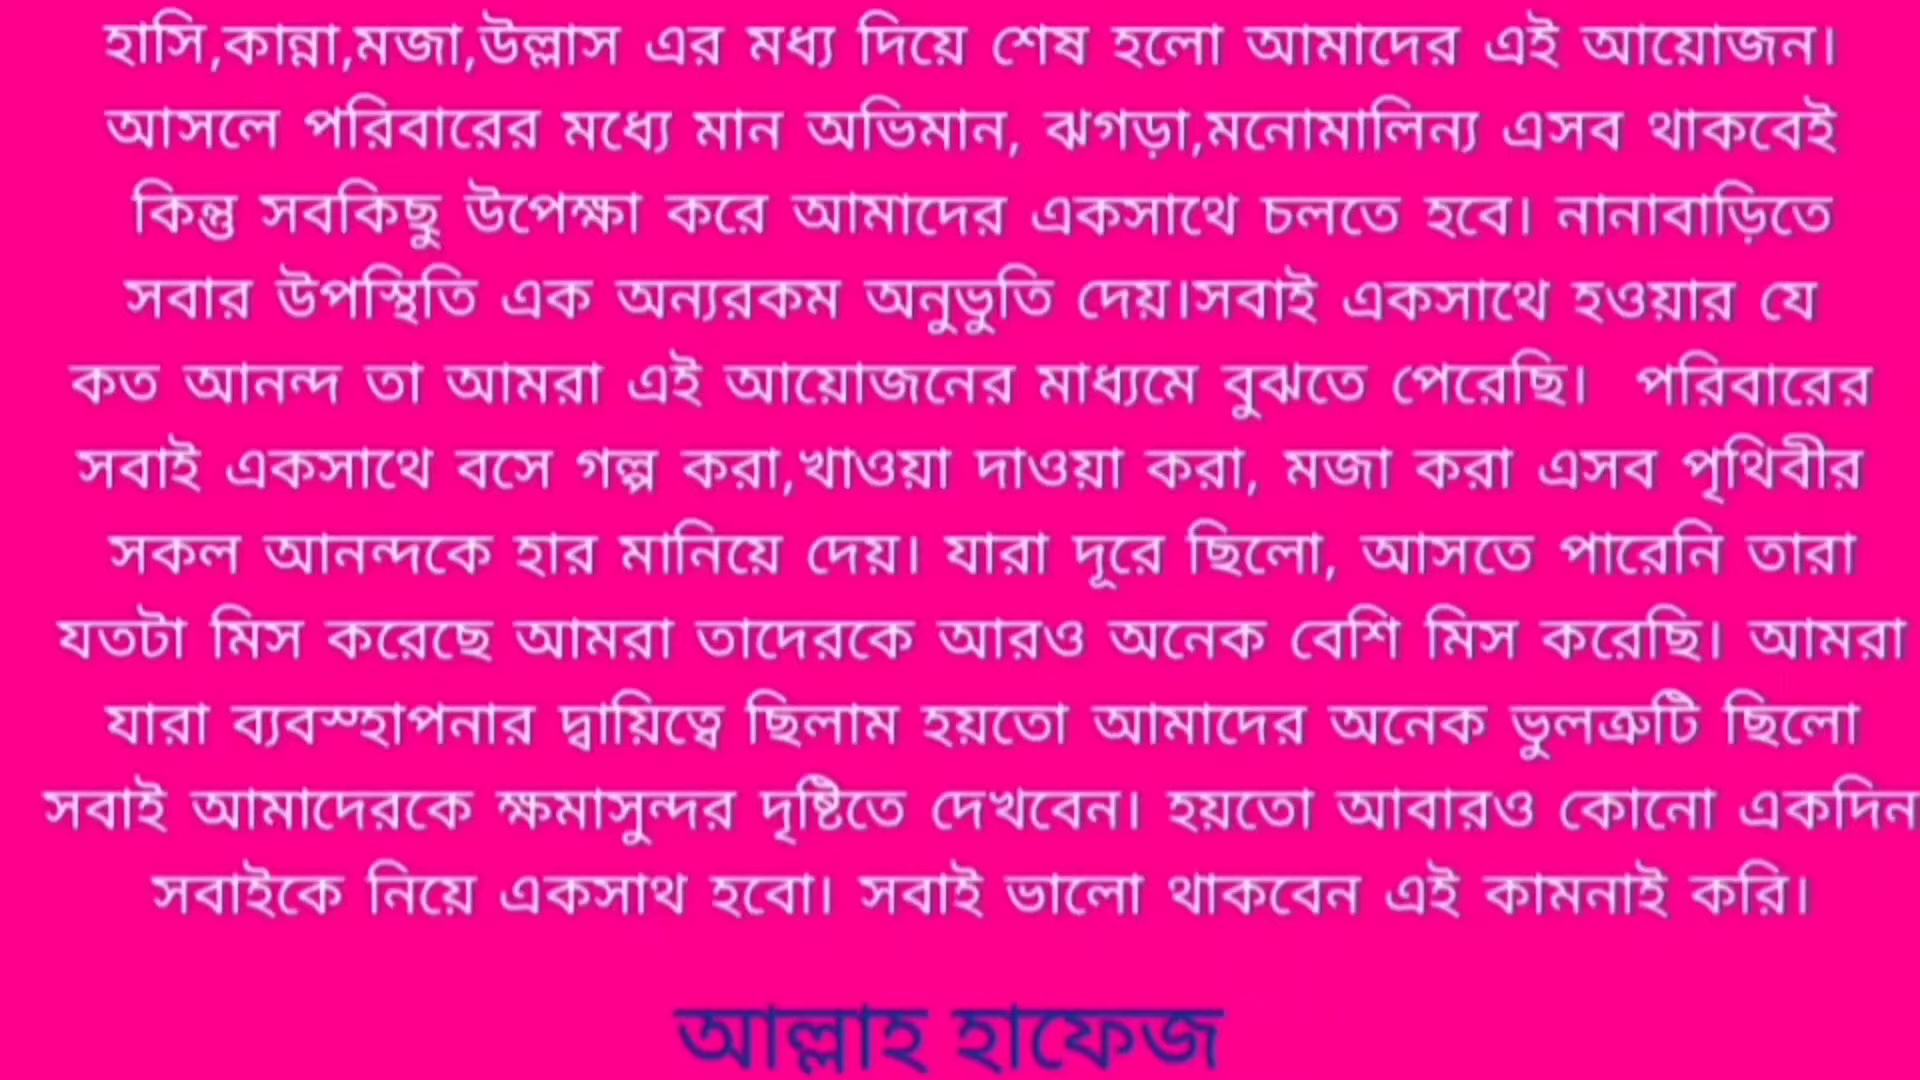 হাসি,কান্না,মজা,উল্লাস এর মধ্য দিয়ে শেষ হলো আমাদের এই আয়োজন।
আসলে পরিবারের মধ্যে মান অভিমান, ঝগড়া,মনোমালিন্য এসব থাকবেই
কিন্তু সবকিছু উপেক্ষা করে আমাদের একসাথে চলতে হবে। নানাবাড়িতে
সবার উপস্থিতি এক অন্যরকম অনুভুতি দেয়।সবাই একসাথে হওয়ার যে
কত আনন্দ তা আমরা এই আয়োজনের মাধ্যমে বুঝতে পেরেছি। পরিবারের
সবাই একসাথে বসে গল্প করা,খাওয়া দাওয়া করা, মজা করা এসব পৃথিবীর
সকল আনন্দকে হার মানিয়ে দেয়। যারা দূরে ছিলো, আসতে পারেনি তারা
যতটা মিস করেছে আমরা তাদেরকে আরও অনেক বেশি মিস করেছি। আমরা
যারা ব্যবস্হাপনার দ্বায়িত্বে ছিলাম হয়তো আমাদের অনেক ভুলত্রুটি ছিলো
সবাই আমাদেরকে ক্ষমাসুন্দর দৃষ্টিতে দেখবেন। হয়তো আবারও কোনো একদিন
সবাইকে নিয়ে একসাথ হবো। সবাই ভালো থাকবেন এই কামনাই করি।
আল্লাহ হাফেজ